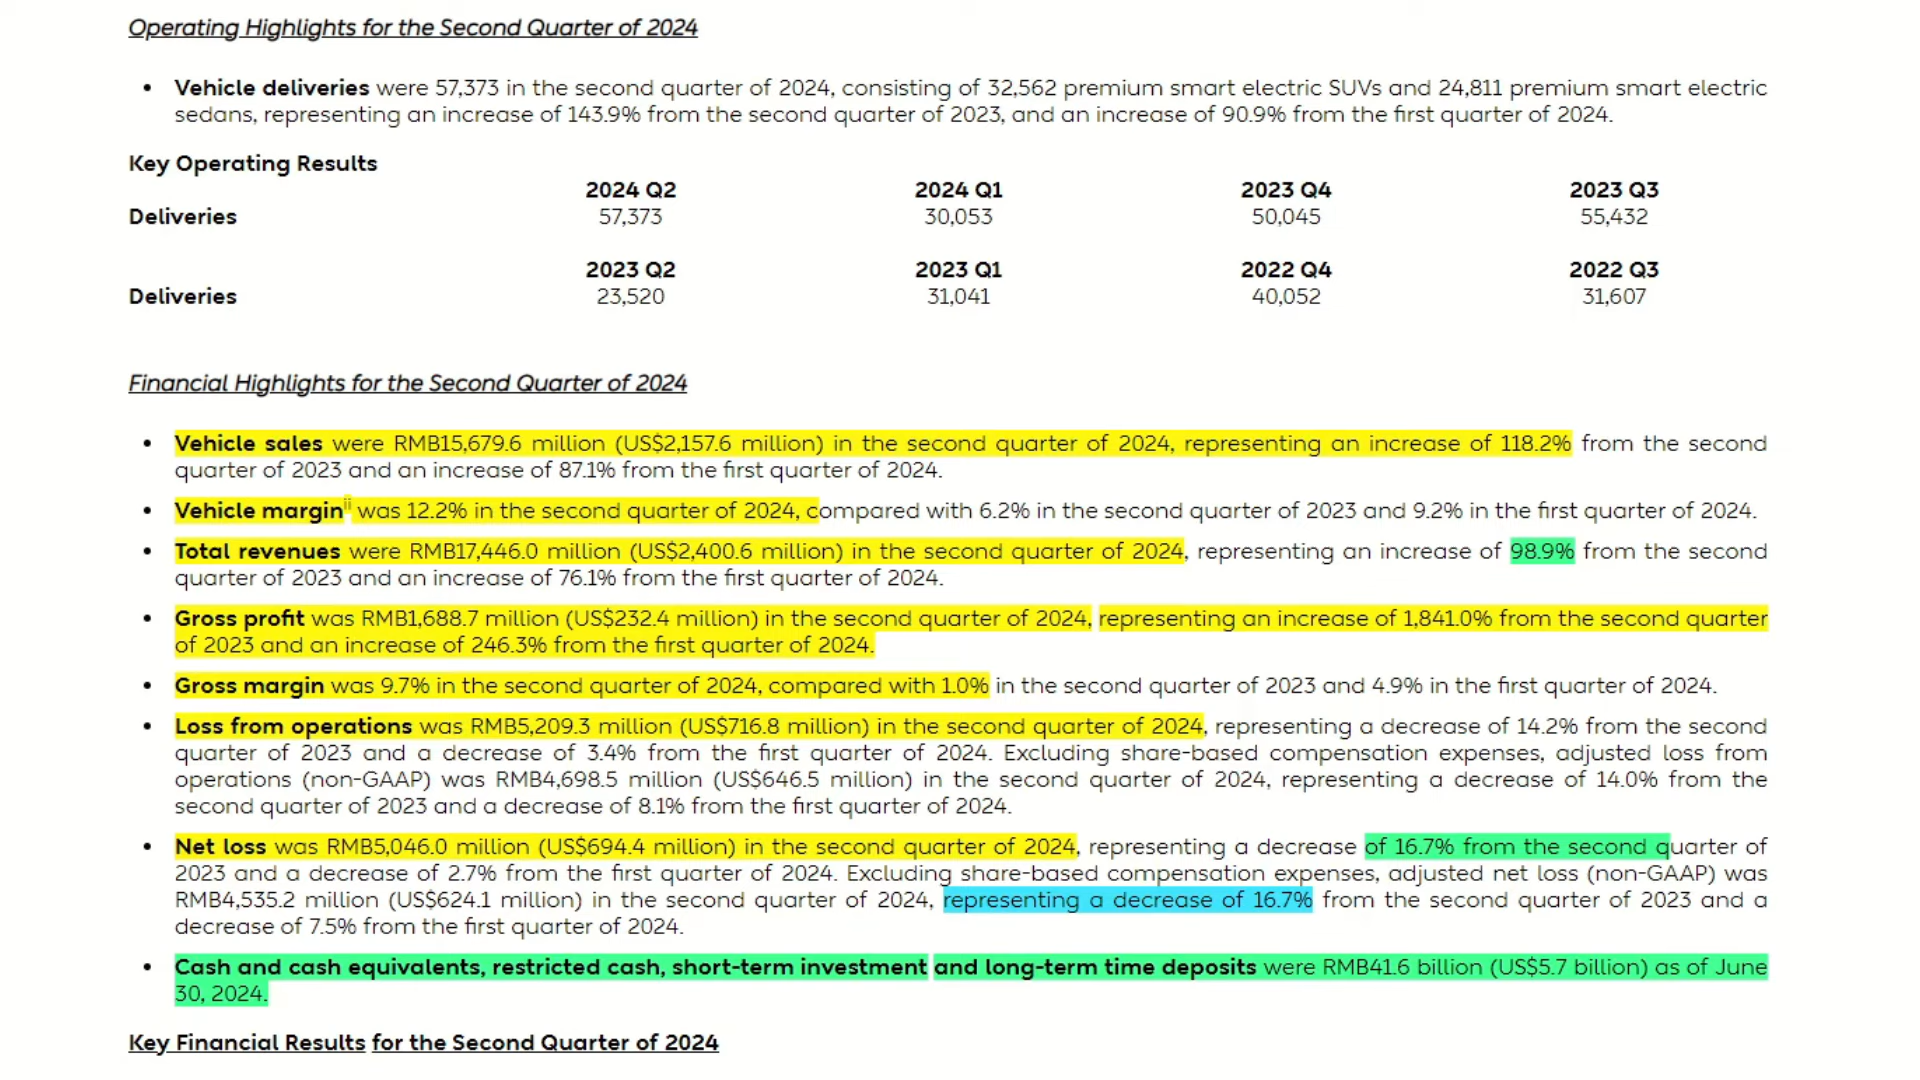 Operating Highlights for the Second Quarter of 2024
• Vehicle deliveries were 57,373 in the second quarter of 2024, consisting of 32,562 premium smart electric SUVs and 24,811 premium smart electric
sedans, representing an increase of 143.9% from the second quarter of 2023, and an increase of 90.9% from the first quarter of 2024.
Key Operating Results
2024 Q2 2024 Q1 2023 Q4 2023 Q3
Deliveries 57,373 30,053 50,045 55,432
2023 Q2 2023 Q1 2022 Q4 2022 Q3
Deliveries 23,520 31,041 40,052 31,607
Financial Highlights for the Second Quarter of 2024
• Vehicle sales were RMB15,679.6 million (US$2,157.6 million) in the second quarter of 2024, representing an increase of 118.2% from the second
quarter of 2023 and an increase of 87.1% from the first quarter of 2024.
• Vehicle marginii was 12.2% in the second quarter of 2024, compared with 6.2% in the second quarter of 2023 and 9.2% in the first quarter of 2024.
• Total revenues were RMB17,446.0 million (US$2,400.6 million) in the second quarter of 2024, representing an increase of 98.9% from the second
quarter of 2023 and an increase of 76.1% from the first quarter of 2024.
• Gross profit was RMB1,688.7 million (US$232.4 million) in the second quarter of 2024, representing an increase of 1,841.0% from the second quarter
of 2023 and an increase of 246.3% from the first quarter of 2024.
• Gross margin was 9.7% in the second quarter of 2024, compared with 1.0% in the second quarter of 2023 and 4.9% in the first quarter of 2024.
• Loss from operations was RMB5,209.3 million (US$716.8 million) in the second quarter of 2024, representing a decrease of 14.2% from the second
quarter of 2023 and a decrease of 3.4% from the first quarter of 2024. Excluding share-based compensation expenses, adjusted loss from
operations (non-GAAP) was RMB4,698.5 million (US$646.5 million) in the second quarter of 2024, representing a decrease of 14.0% from the
second quarter of 2023 and a decrease of 8.1% from the first quarter of 2024.
• Net loss was RMB5,046.0 million (US$694.4 million) in the second quarter of 2024, representing a decrease of 16.7% from the second quarter of
2023 and a decrease of 2.7% from the first quarter of 2024. Excluding share-based compensation expenses, adjusted net loss (non-GAAP) was
RMB4,535.2 million (US$624.1 million) in the second quarter of 2024, representing a decrease of 16.7% from the second quarter of 2023 and a
decrease of 7.5% from the first quarter of 2024.
• Cash and cash equivalents, restricted cash, short-term investment and long-term time deposits were RMB41.6 billion (US$5.7 billion) as of June
30, 2024.
Key Financial Results for the Second Quarter of 2024